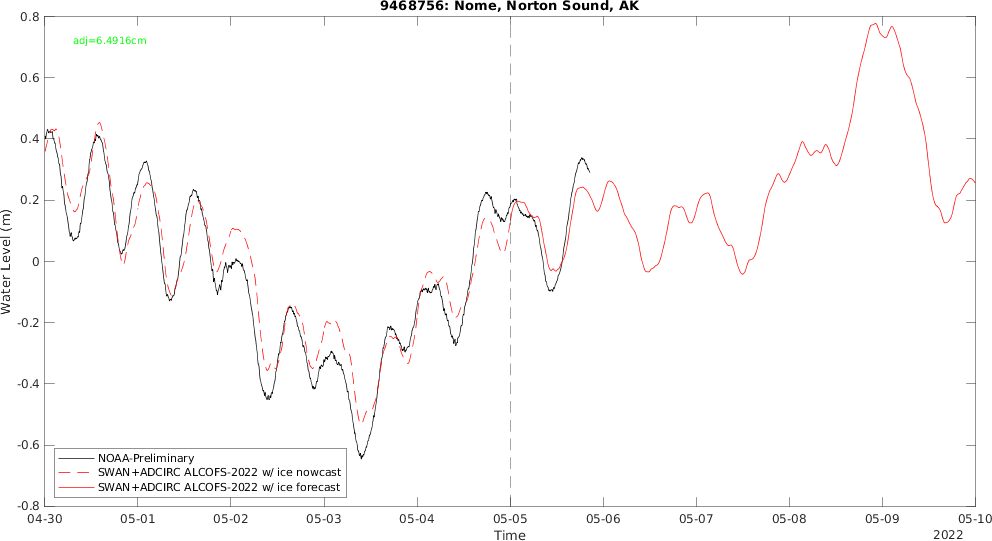 9468756: Nome, Norton Sound, AK
adj=6.4916cm
0.8
0.6
0.4
0.2
0
-0.2
-0.4
-0.6
-0.8
Water Level (m)
NOAA-Preliminary
SWAN+ADCIRC ALCOFS-2022 w/ ice nowcast
SWAN+ADCIRC ALCOFS-2022 w/ ice forecast
04-30 05-01 05-02 05-03 05-04 05-05 05-06 05-07 05-08 05-09 05-10
Time
2022